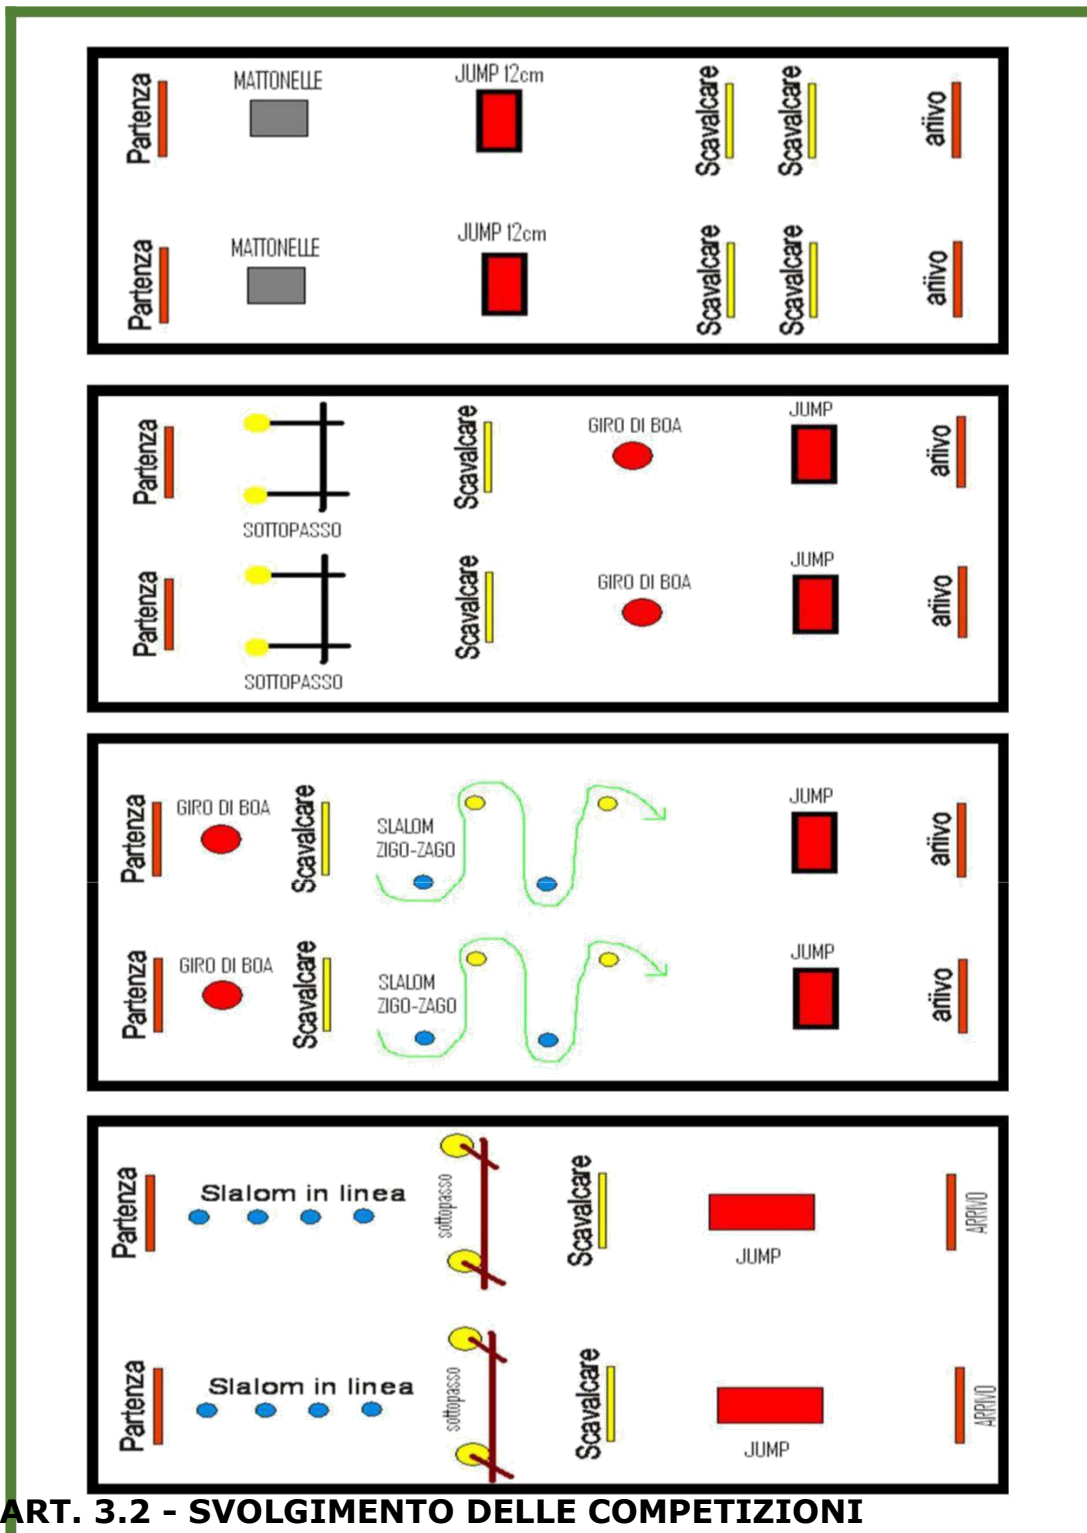 Partenza MATTONELLE JUMP 12cm Scavalcare Scavalcare arrivo
Partenza MATTONELLE JUMP 12cm Scavalcare Scavalcare arrivo
Partenza SOTTOPASSO Scavalcare GIRO DI BOA JUMP arrivo
Partenza SOTTOPASSO Scavalcare GIRO DI BOA JUMP arrivo
Partenza GIRO DI BOA Scavalcare SLALOM JUMP arrivo
ZIGO-ZAGO
Partenza GIRO DI BOA Scavalcare SLALOM JUMP arrivo
ZIGO-ZAGO
Partenza Slalom in linea sottopasso Scavalcare JUMP ARRIVO
Partenza Slalom in linea sottopasso Scavalcare JUMP ARRIVO
ART. 3.2 - SVOLGIMENTO DELLE COMPETIZIONI